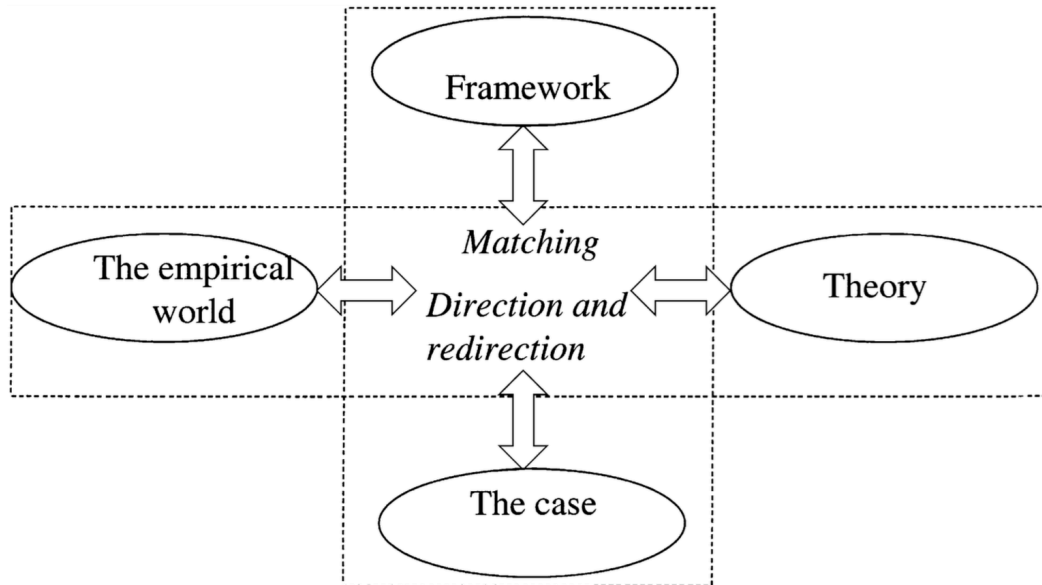 Framework
Matching
The empirical
world
Direction and
redirection
Theory
The case